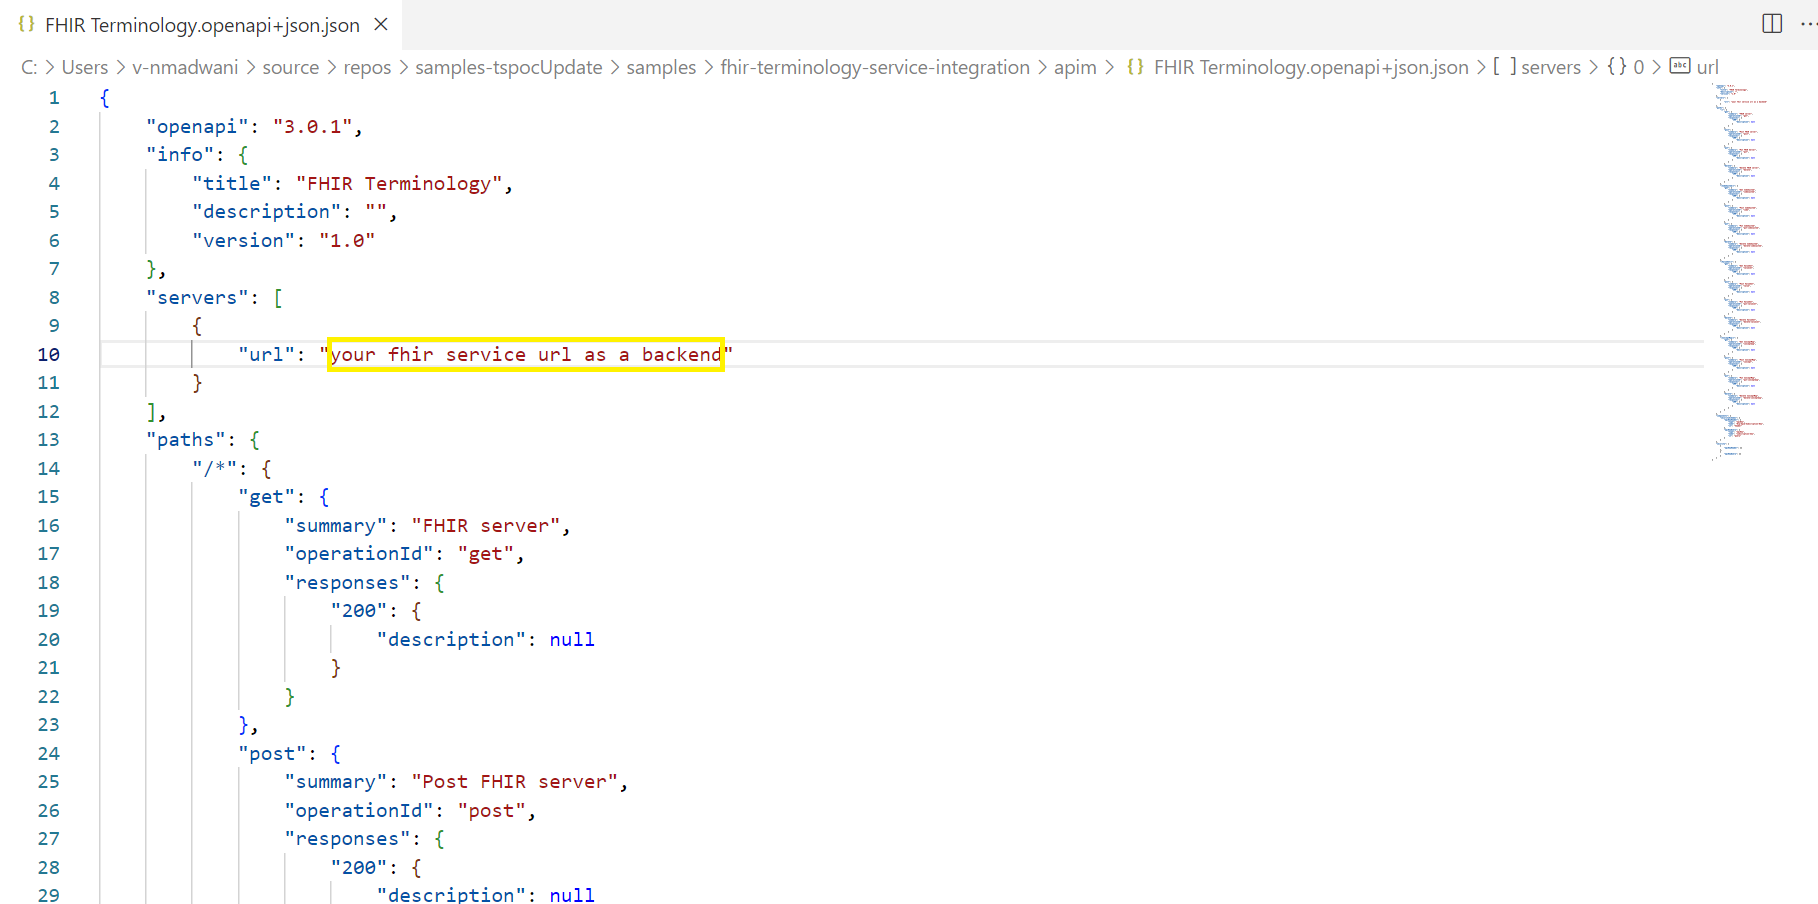 {} FHIR Terminology.openapi+json.json
C: > Users > v-nmadwani > source > repos > samples-tspocUpdate > samples > fhir-terminology-service-integration > apim > {} FHIR Terminology.openapi+json.json > [ ] servers > {} 0 > abc url
1 {
2 "openapi": "3.0.1",
3 "info": {
4 "title": "FHIR Terminology",
5 "description": "",
6 "version": "1.0"
7 },
8 "servers": [
9 {
10 "url": "your fhir service url as a backend"
11 }
12 ],
13 "paths": {
14 "/*": {
15 "get": {
16 "summary": "FHIR server",
17 "operationId": "get",
18 "responses": {
19 "200": {
20 "description": null
21 }
22 }
23 },
24 "post": {
25 "summary": "Post FHIR server",
26 "operationId": "post",
27 "responses": {
28 "200": {
29 "description": null